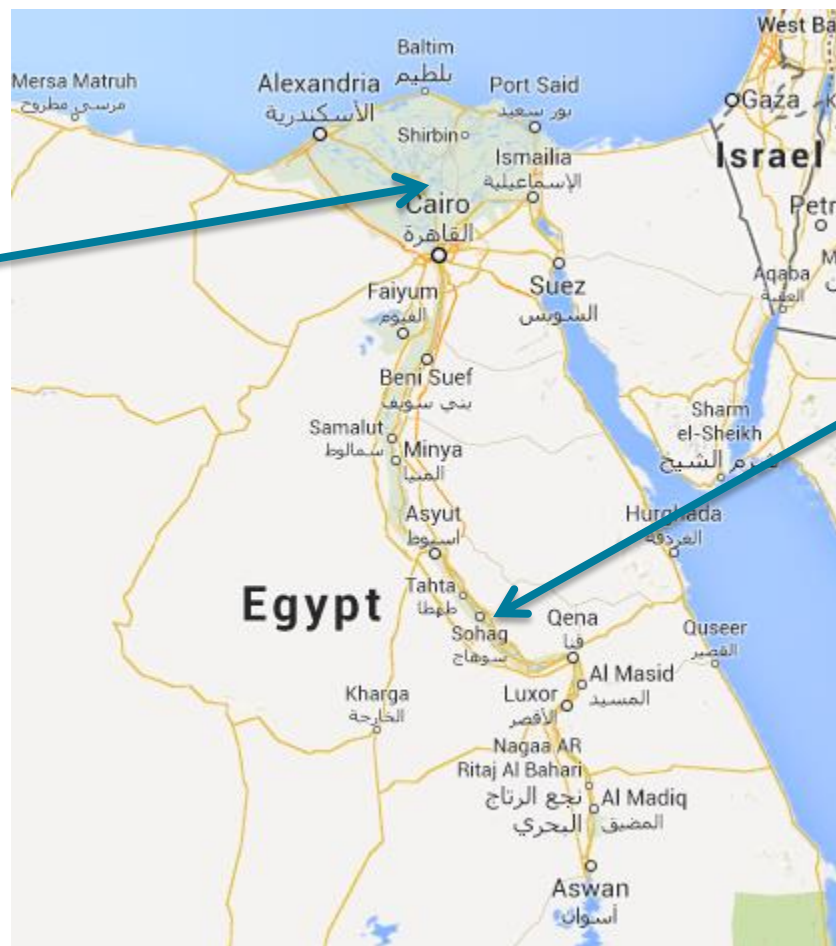 West Ba
Baltim
بلطيم
Mersa Matruh
مرسى مطروح
Alexandria
الأسكندرية
Port Said
بور سعيد
Gaza
Shirbin
Ismailia
الإسماعيلية
Israel
Cairo
القاهرة
Petr
Suez
السويس
Aqaba
العقبة
Faiyum
الفيوم
Beni Suef
بني سويف
Sharm
el-Sheikh
شرم الشيخ
Samalut
سمالوط
Minya
المنيا
Asyut
اسيوط
Hurghada
الغردقة
Tahta
طهطا
Egypt
Sohag
سوهاج
Qena
قنا
Quseer
القصير
Al Masid
المسيد
Luxor
الأقصر
Kharga
الخارجة
Nagaa AR
Ritaj Al Bahari
نجع الرتاج
البحري
Al Madiq
المضيق
Aswan
أسوان